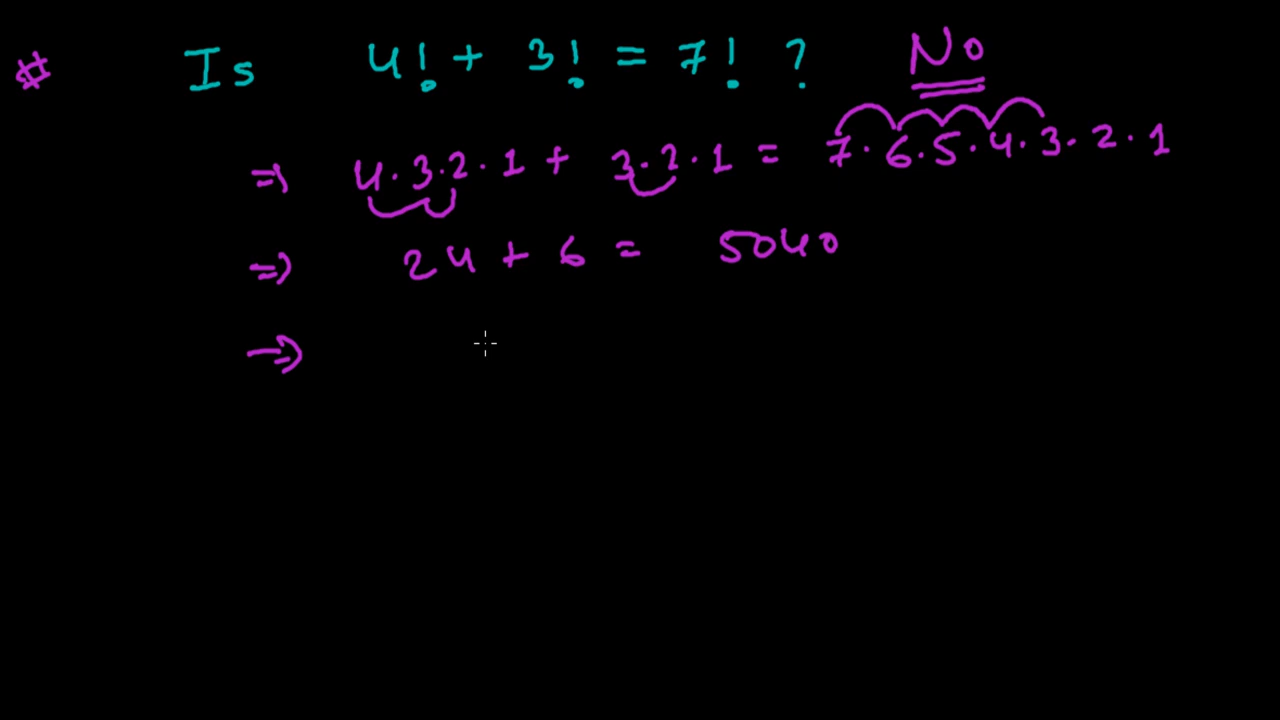 # Is 4! + 3! = 7! ? No
=> 4.3.2.1 + 3.2.1 = 7.6.5.4.3.2.1
=> 24 + 6 = 5040
=>